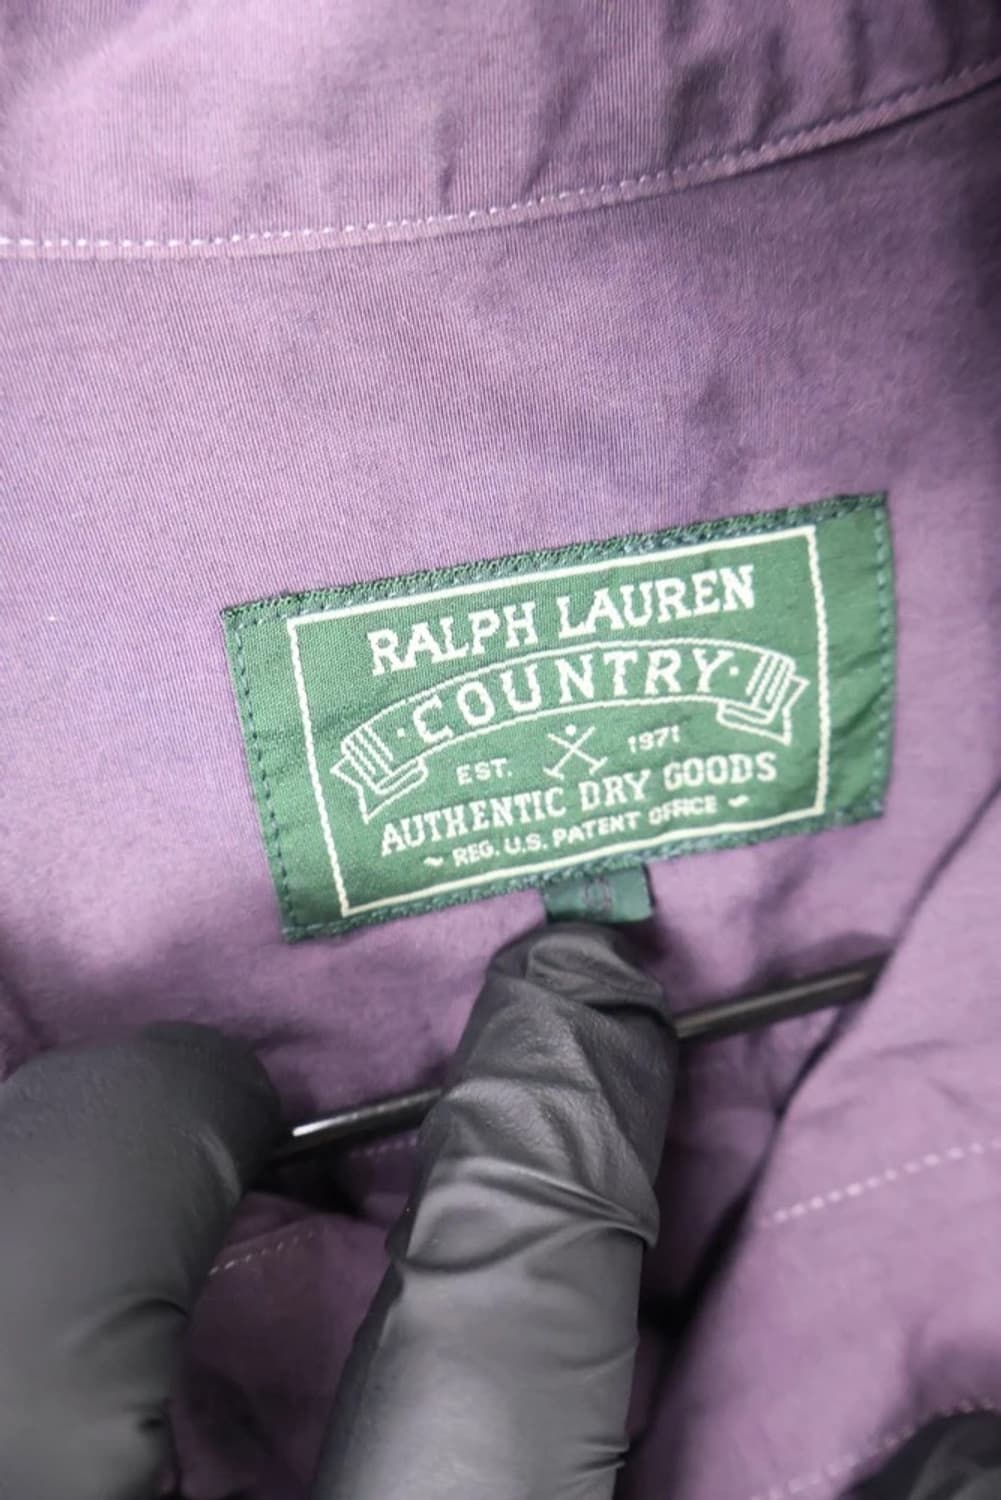 RALPH LAUREN
·COUNTRY·
EST. 1971
AUTHENTIC DRY GOODS
~ REG. U.S. PATENT OFFICE ~